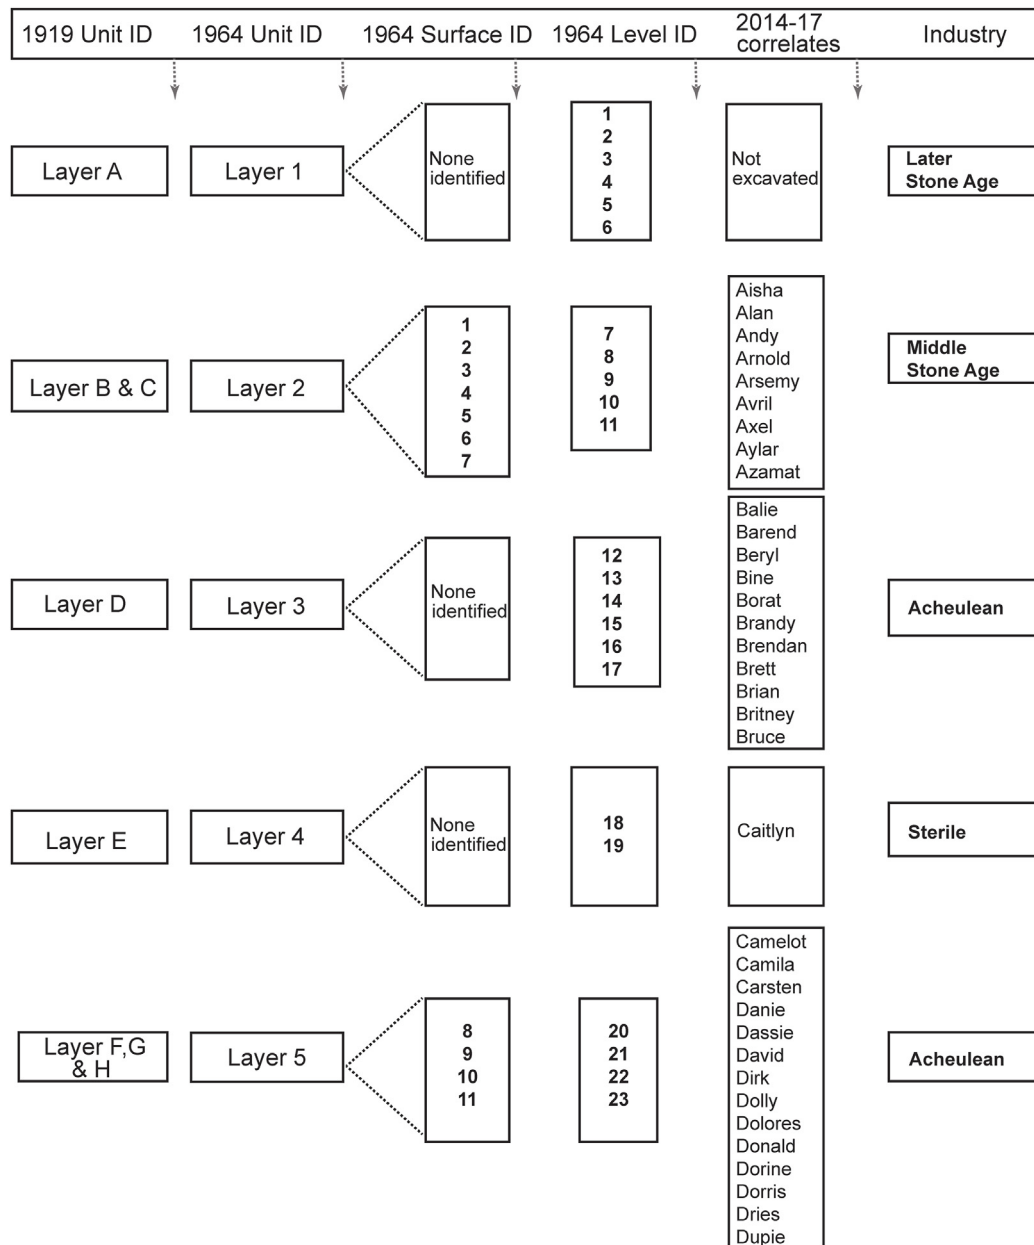 1919 Unit ID
1964 Unit ID
1964 Surface ID
1964 Level ID
2014-17
correlates
Industry
Layer A
Layer 1
None
identified
1
2
3
4
5
6
Not
excavated
Later
Stone Age
Layer B & C
Layer 2
1
2
3
4
5
6
7
7
8
9
10
11
Aisha
Alan
Andy
Arnold
Arsemy
Avril
Axel
Aylar
Azamat
Middle
Stone Age
Layer D
Layer 3
None
identified
12
13
14
15
16
17
Balie
Barend
Beryl
Bine
Borat
Brandy
Brendan
Brett
Brian
Britney
Bruce
Acheulean
Layer E
Layer 4
None
identified
18
19
Caitlyn
Sterile
Layer F,G
& H
Layer 5
8
9
10
11
20
21
22
23
Camelot
Camila
Carsten
Danie
Dassie
David
Dirk
Dolly
Dolores
Donald
Dorine
Dorris
Dries
Dupie
Acheulean